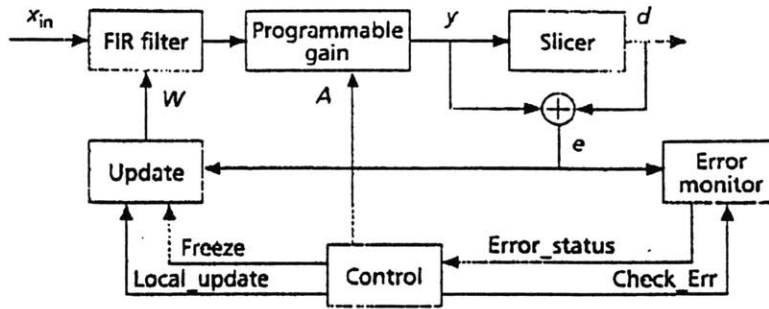 x_in
FIR filter
Programmable
gain
y
Slicer
d
W
A
+
e
Update
Error
monitor
Freeze
Error_status
Local_update
Control
Check_Err